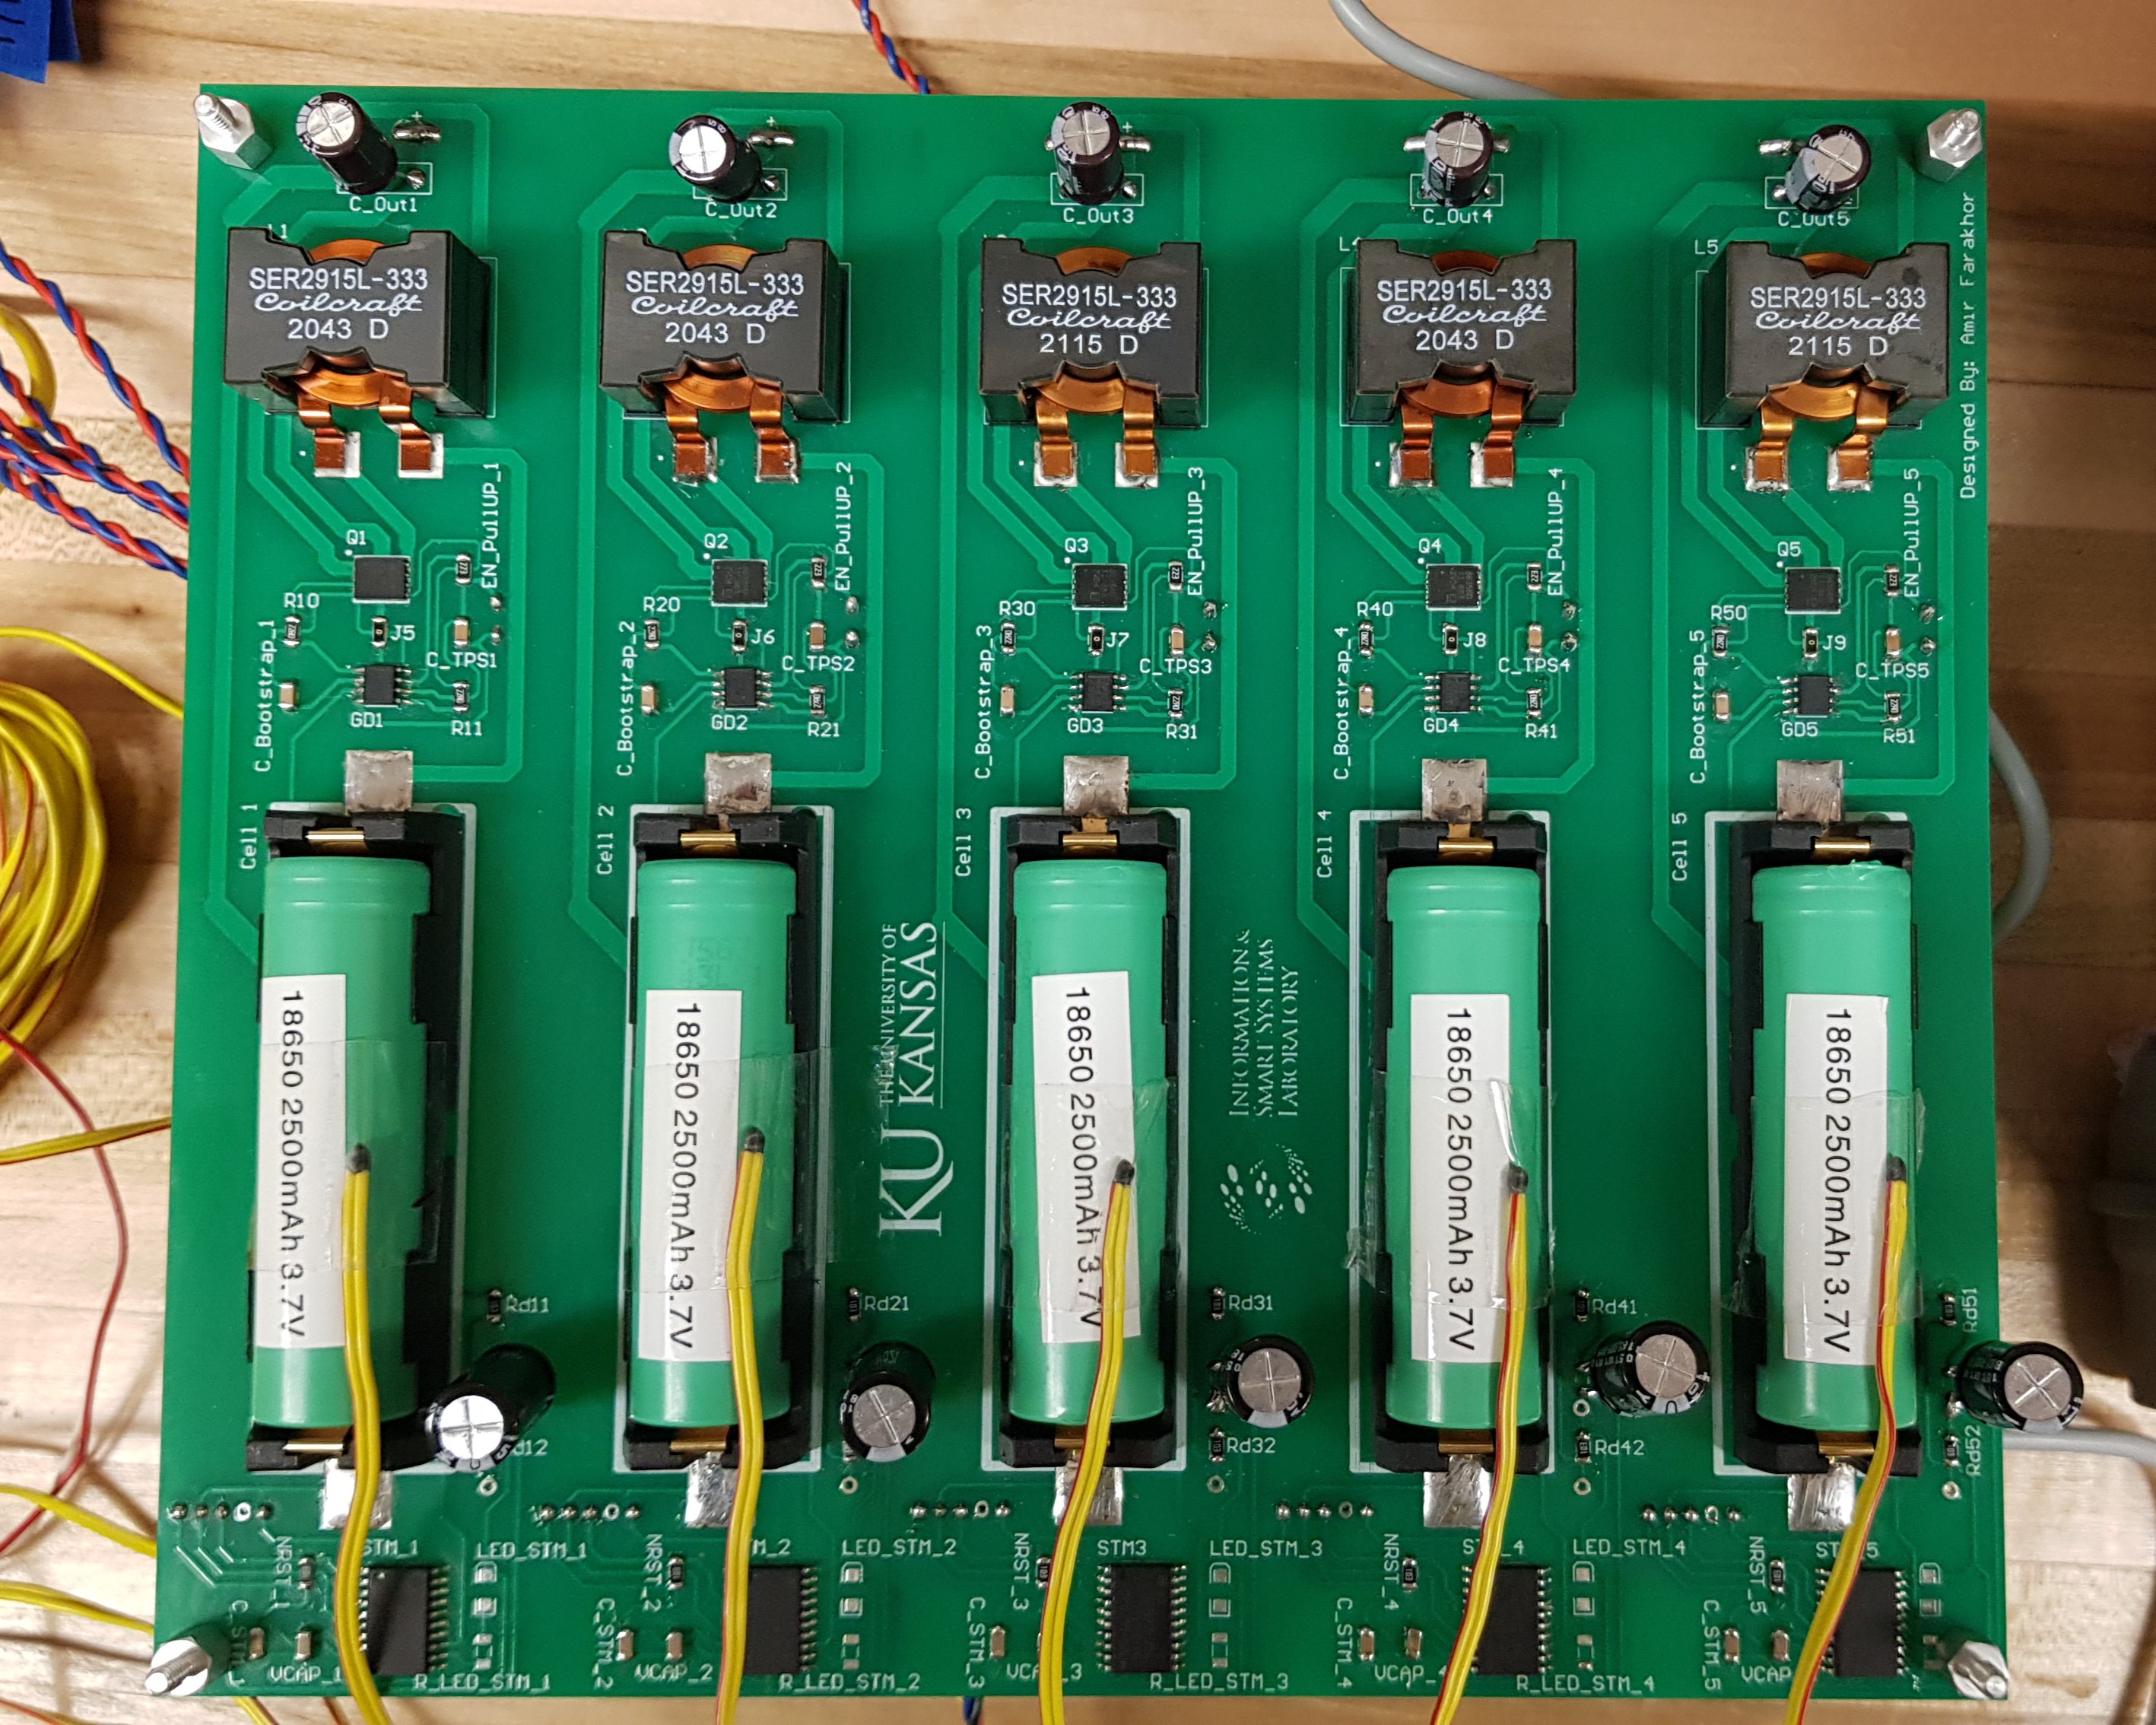 C_Out1
C_Out2
C_Out3
C_Out4
C_Out5
L1
L5
SER2915L-333
Coilcraft
2043 D
SER2915L-333
Coilcraft
2043 D
SER2915L-333
Coilcraft
2115 D
SER2915L-333
Coilcraft
2043 D
SER2915L-333
Coilcraft
2115 D
Designed By: Amir Farakhor
Q1
EN_PullUP_1
R10
J5
C_Bootstrap_1
C_TPS1
GD1
R11
Q2
EN_PullUP_2
R20
J6
C_Bootstrap_2
C_TPS2
GD2
R21
Q3
EN_PullUP_3
R30
J7
C_Bootstrap_3
C_TPS3
GD3
R31
Q4
EN_PullUP_4
R40
J8
C_Bootstrap_4
C_TPS4
GD4
R41
Q5
EN_PullUP_5
R50
J9
C_Bootstrap_5
C_TPS5
GD5
R51
Cell 1
Cell 2
Cell 3
Cell 4
Cell 5
18650 2500mAh 3.7V
18650 2500mAh 3.7V
18650 2500mAh 3.7V
18650 2500mAh 3.7V
18650 2500mAh 3.7V
KU THE UNIVERSITY OF
KANSAS
INFORMATION &
SMART SYSTEMS
LABORATORY
Rd11
Rd21
Rd31
Rd41
Rd51
Rd32
Rd42
Rd52
NRST_1
LED_STM_1
VCAP_1
R_LED_STM_1
NRST_2
LED_STM_2
C_STM_2
VCAP_2
R_LED_STM_2
NRST_3
STM3
LED_STM_3
C_STM_3
R_LED_STM_3
NRST_4
LED_STM_4
C_STM_4
R_LED_STM_4
NRST_5
C_STM_5
VCAP